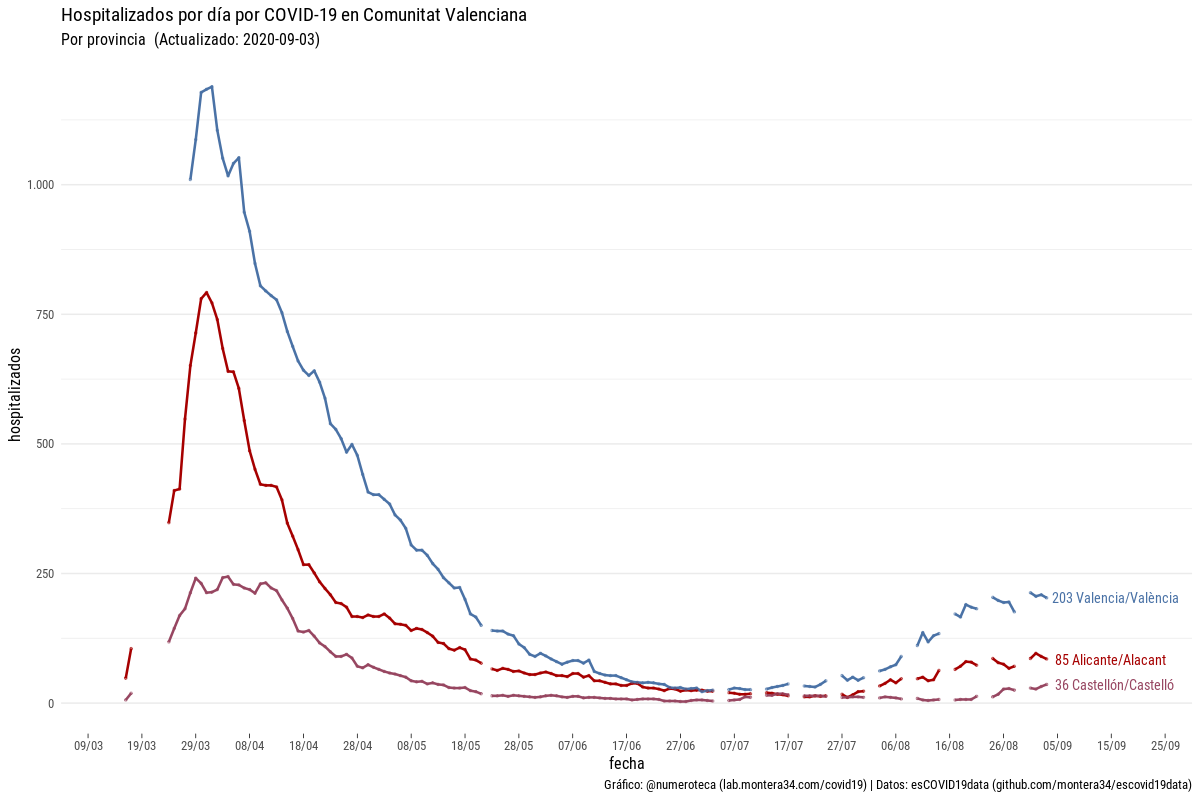 Hospitalizados por día por COVID-19 en Comunitat Valenciana
Por provincia  (Actualizado: 2020-09-03)
hospitalizados
1.000
750
500
250
0
203 Valencia/València
85 Alicante/Alacant
36 Castellón/Castelló
09/03 19/03 29/03 08/04 18/04 28/04 08/05 18/05 28/05 07/06 17/06 27/06 07/07 17/07 27/07 06/08 16/08 26/08 05/09 15/09 25/09
fecha
Gráfico: @numeroteca (lab.montera34.com/covid19) | Datos: esCOVID19data (github.com/montera34/escovid19data)